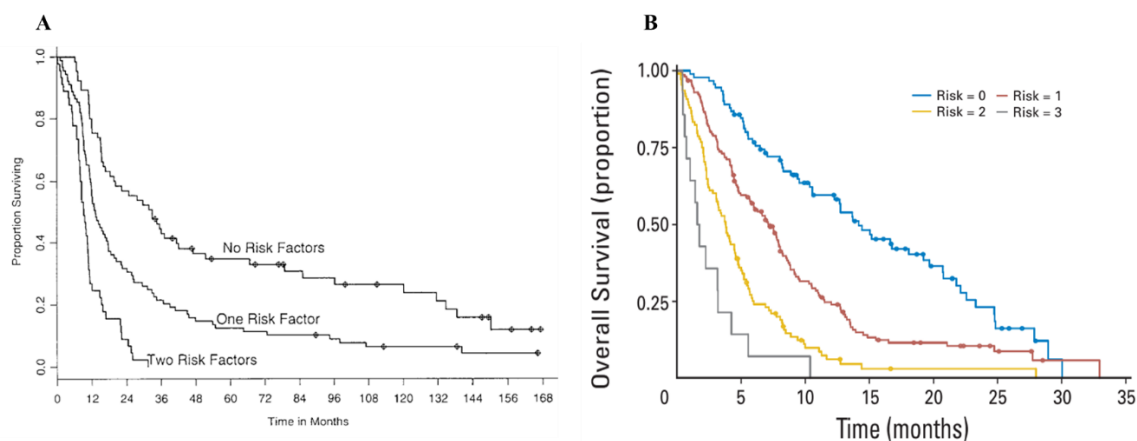 A
Proportion Surviving
1.0
0.8
0.6
0.4
0.2
0.0
No Risk Factors
One Risk Factor
Two Risk Factors
0 12 24 36 48 60 72 84 96 108 120 132 144 156 168
Time in Months
B
Overall Survival (proportion)
1.00
0.75
0.50
0.25
Risk = 0 Risk = 1
Risk = 2 Risk = 3
0 5 10 15 20 25 30 35
Time (months)